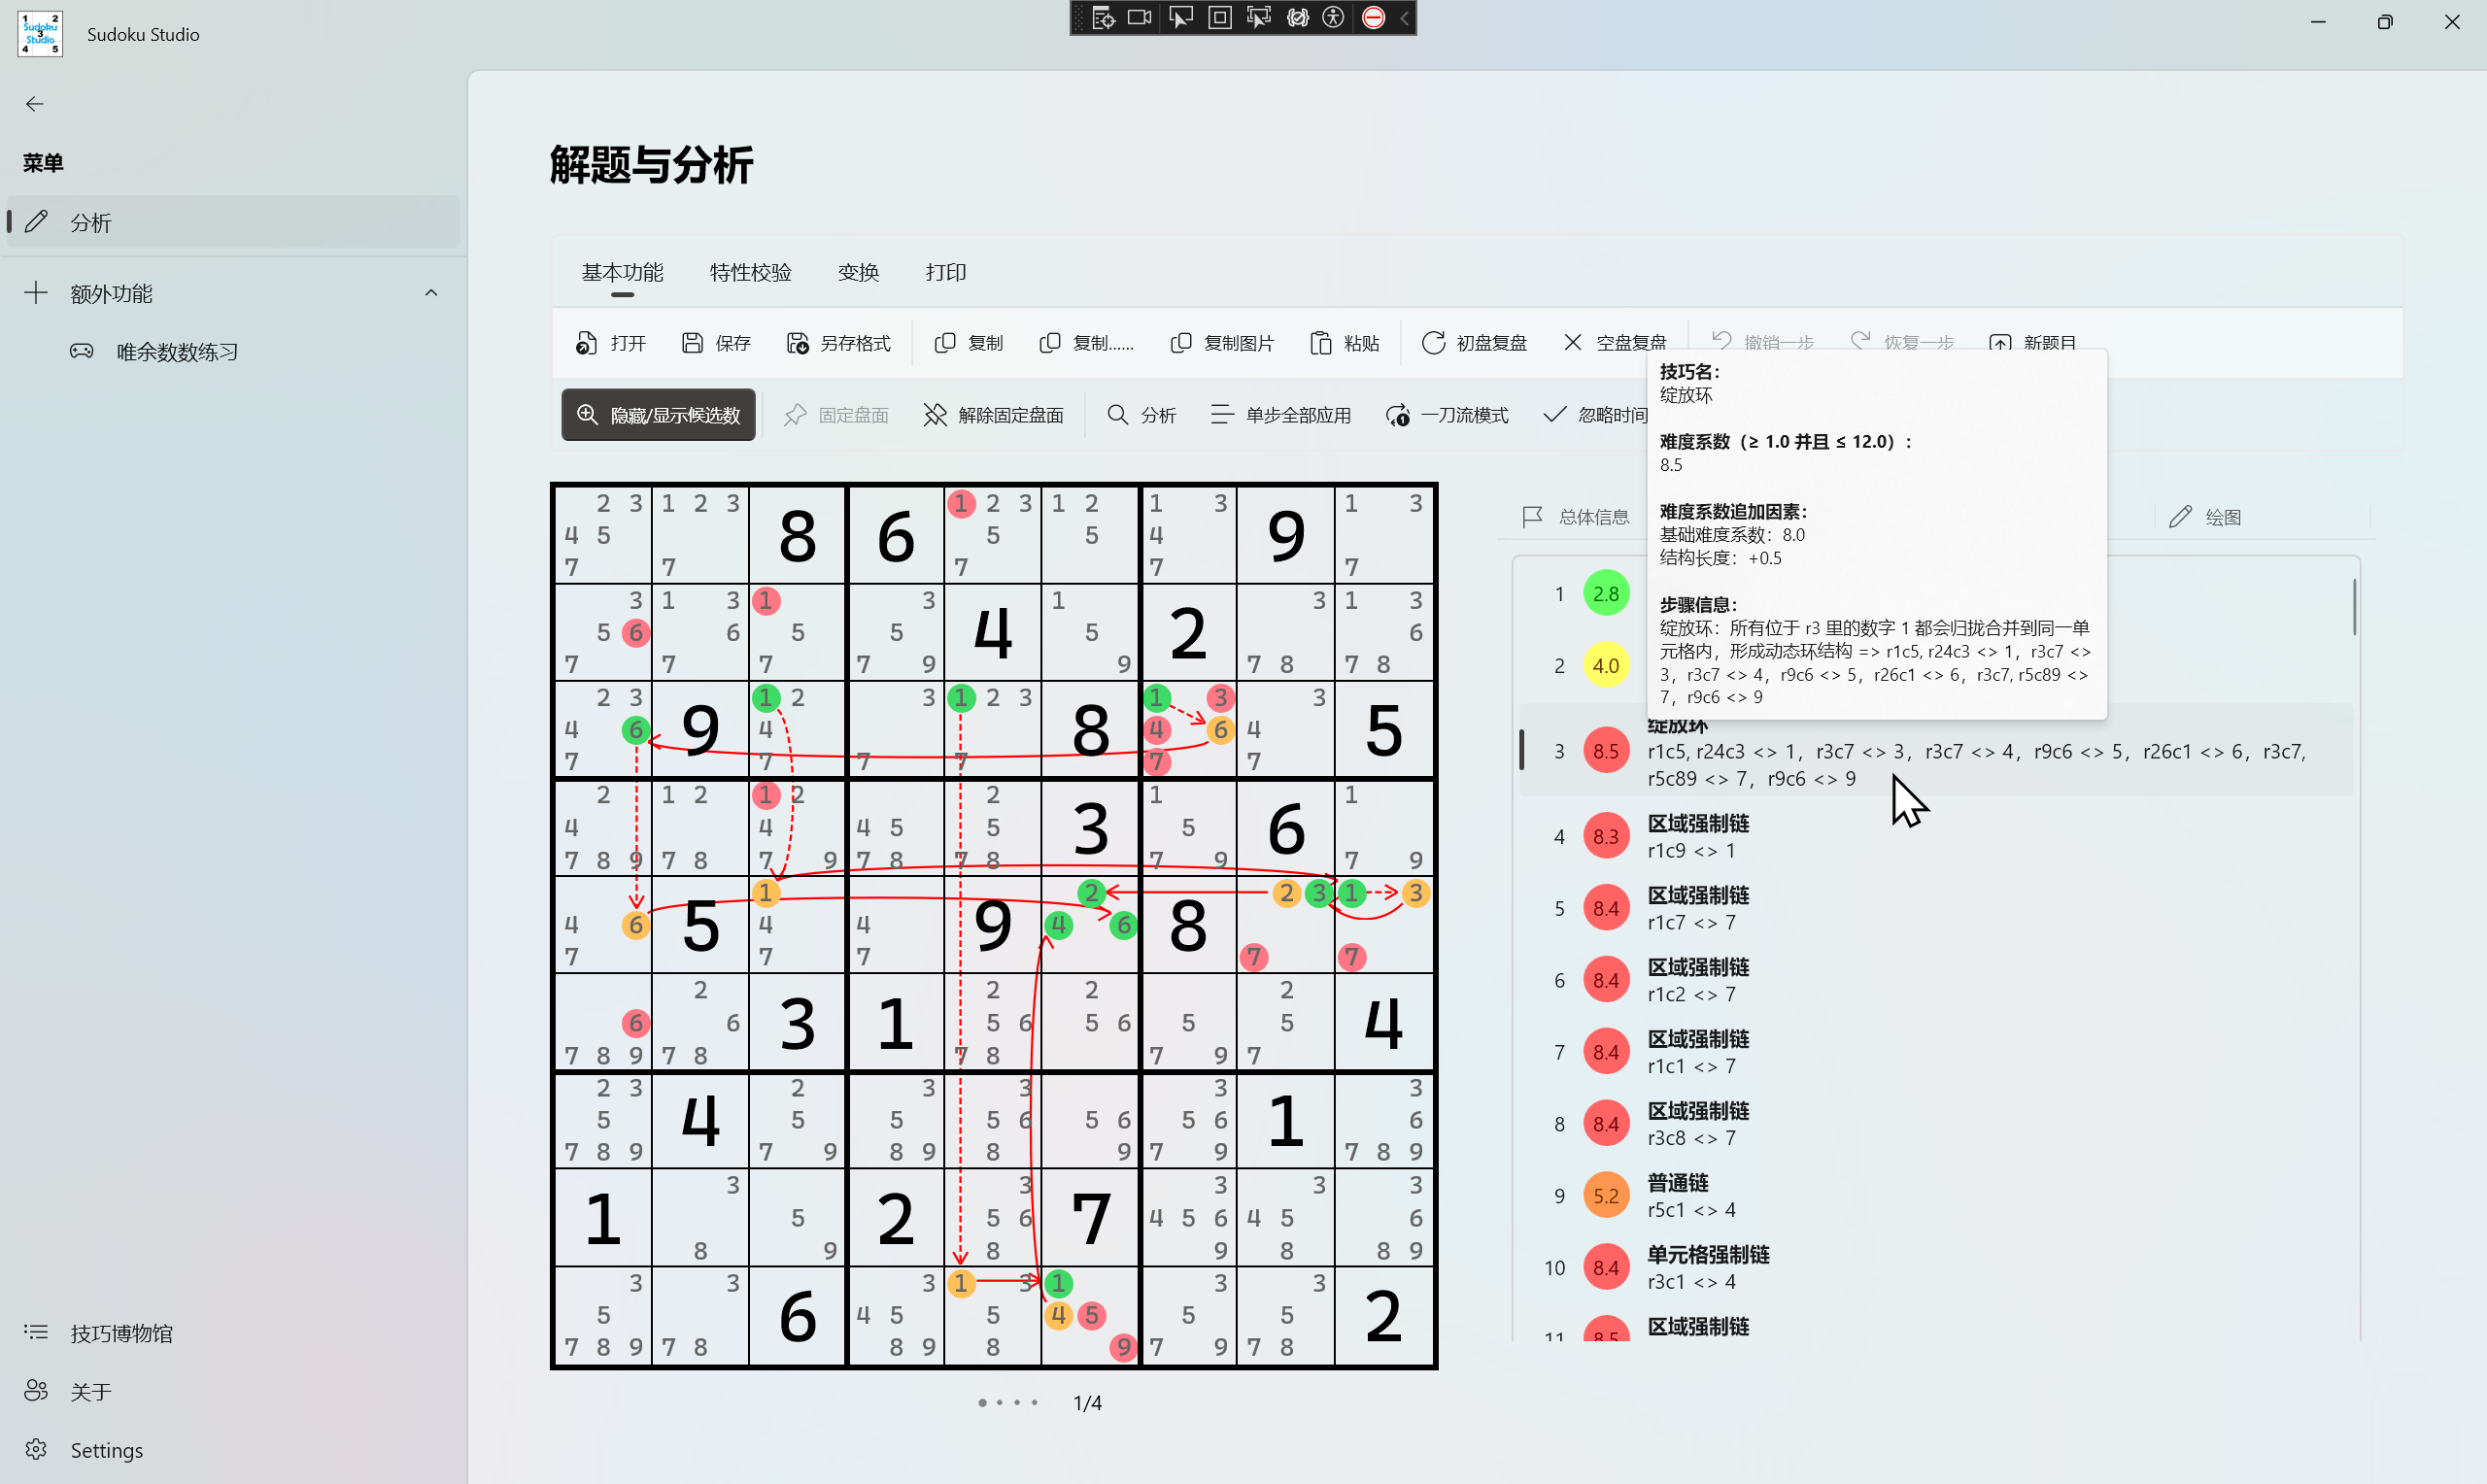 Sudoku Studio
1 2
Sudoku
3
Studio
4 5
菜单
分析
额外功能
唯余数数练习
技巧博物馆
关于
Settings
解题与分析
基本功能 特性校验 变换 打印
打开 保存 另存格式 复制 复制...... 复制图片 粘贴 初盘复盘 空盘复盘 撤销一步 恢复一步 新题目
隐藏/显示候选数 固定盘面 解除固定盘面 分析 单步全部应用 一刀流模式 忽略时间
2 3 1 2 3 1 2 3 1 2 1 3 1 3
4 5 8 6 5 5 4 9
7 7 7 7 7
3 1 3 1 3 1 3 1 3
5 6 6 5 5 4 5 2 6
7 7 7 7 9 9 7 8 7 8
2 3 1 2 3 1 2 3 1 3 3
4 6 9 4 8 4 6 4 5
7 7 7 7 7 7
2 1 2 1 2 2 1 1
4 4 4 5 5 3 5 6
7 8 9 7 8 7 9 7 8 7 8 7 9 7 9
1 2 2 3 1 3
4 6 5 4 4 9 4 6 8
7 7 7 7 7
2 2 2 2
6 6 3 1 5 6 5 6 5 5 4
7 8 9 7 8 7 8 7 9 7
2 3 2 3 3 3 3
5 4 5 5 5 6 5 6 5 6 1 6
7 8 9 7 9 8 9 8 9 7 9 7 8 9
3 3 3 3 3
1 5 2 5 6 7 4 5 6 4 5 6
8 9 8 9 8 8 9
3 3 3 1 3 1 3 3
5 6 4 5 5 4 5 5 5 2
7 8 9 7 8 8 9 8 9 7 9 7 8
1/4
总体信息 绘图
技巧名:
绽放环
难度系数（≥ 1.0 并且 ≤ 12.0）:
8.5
难度系数追加因素:
基础难度系数: 8.0
结构长度: +0.5
步骤信息:
绽放环: 所有位于 r3 里的数字 1 都会归拢合并到同一单
元格内, 形成动态环结构 => r1c5, r24c3 <> 1, r3c7 <>
3, r3c7 <> 4, r9c6 <> 5, r26c1 <> 6, r3c7, r5c89 <>
7, r9c6 <> 9
1 2.8
2 4.0
绽放环
3 8.5 r1c5, r24c3 <> 1, r3c7 <> 3, r3c7 <> 4, r9c6 <> 5, r26c1 <> 6, r3c7,
r5c89 <> 7, r9c6 <> 9
4 8.3 区域强制链
r1c9 <> 1
5 8.4 区域强制链
r1c7 <> 7
6 8.4 区域强制链
r1c2 <> 7
7 8.4 区域强制链
r1c1 <> 7
8 8.4 区域强制链
r3c8 <> 7
9 5.2 普通链
r5c1 <> 4
10 8.4 单元格强制链
r3c1 <> 4
11 8.5 区域强制链